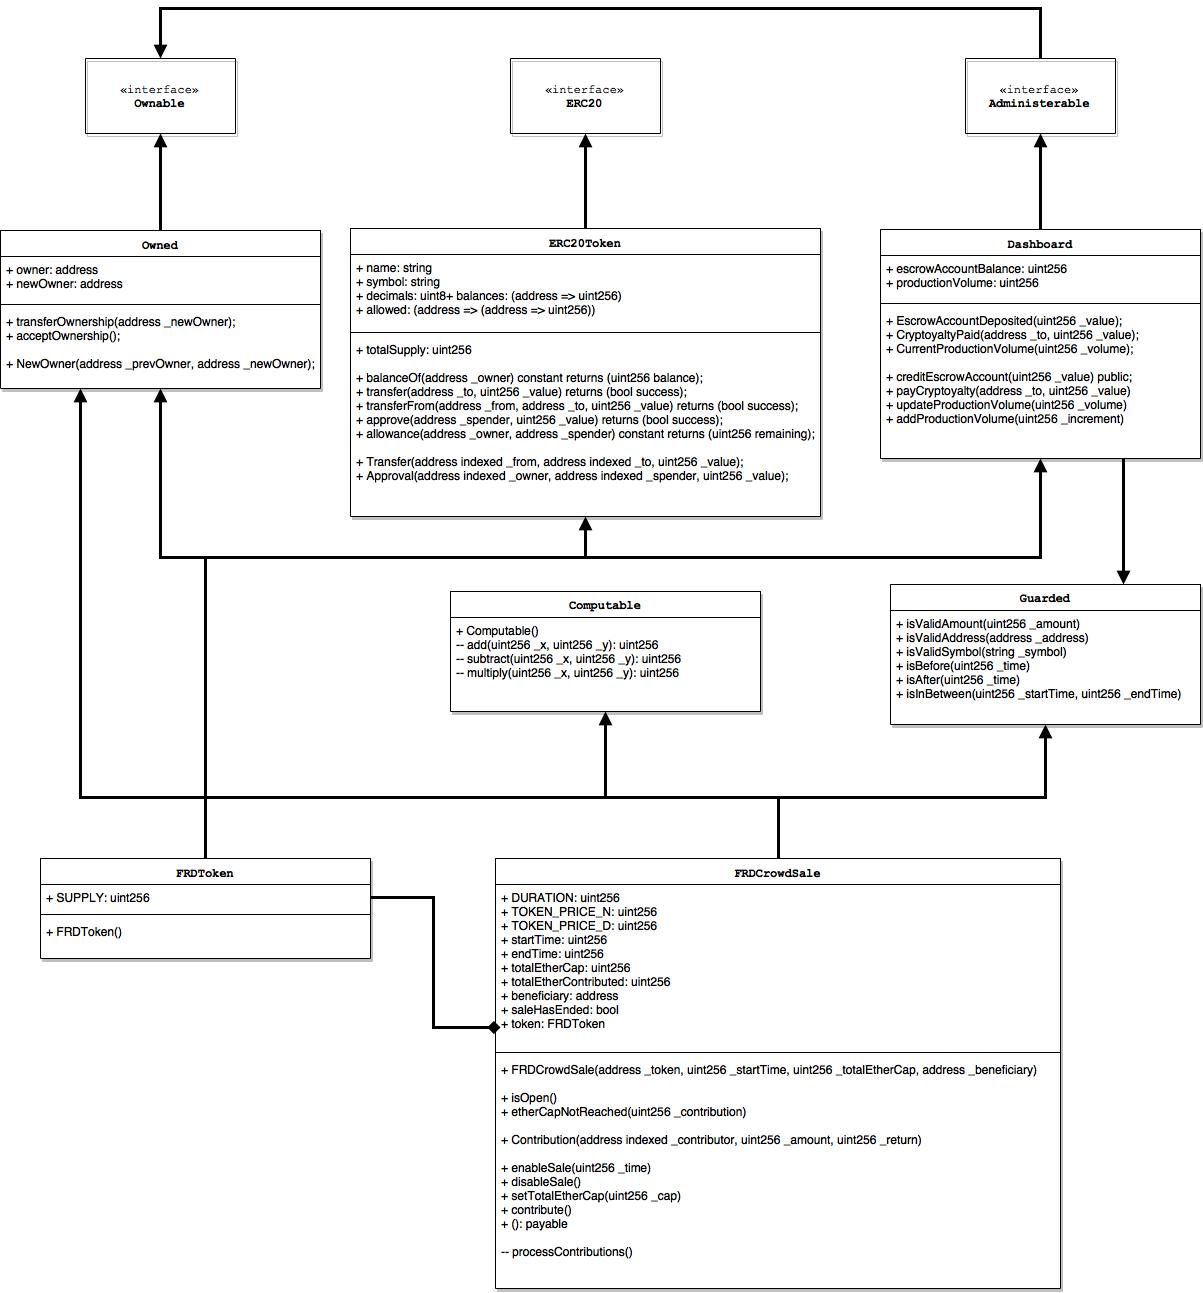 «interface»
Ownable
«interface»
ERC20
«interface»
Administerable
Owned
+ owner: address
+ newOwner: address
+ transferOwnership(address _newOwner);
+ acceptOwnership();
+ NewOwner(address _prevOwner, address _newOwner);
ERC20Token
+ name: string
+ symbol: string
+ decimals: uint8+ balances: (address => uint256)
+ allowed: (address => (address => uint256))
+ totalSupply: uint256
+ balanceOf(address _owner) constant returns (uint256 balance);
+ transfer(address _to, uint256 _value) returns (bool success);
+ transferFrom(address _from, address _to, uint256 _value) returns (bool success);
+ approve(address _spender, uint256 _value) returns (bool success);
+ allowance(address _owner, address _spender) constant returns (uint256 remaining);
+ Transfer(address indexed _from, address indexed _to, uint256 _value);
+ Approval(address indexed _owner, address indexed _spender, uint256 _value);
Dashboard
+ escrowAccountBalance: uint256
+ productionVolume: uint256
+ EscrowAccountDeposited(uint256 _value);
+ CryptoyaltyPaid(address _to, uint256 _value);
+ CurrentProductionVolume(uint256 _volume);
+ creditEscrowAccount(uint256 _value) public;
+ payCryptoyalty(address _to, uint256 _value)
+ updateProductionVolume(uint256 _volume)
+ addProductionVolume(uint256 _increment)
Computable
+ Computable()
-- add(uint256 _x, uint256 _y): uint256
-- subtract(uint256 _x, uint256 _y): uint256
-- multiply(uint256 _x, uint256 _y): uint256
Guarded
+ isValidAmount(uint256 _amount)
+ isValidAddress(address _address)
+ isValidSymbol(string _symbol)
+ isBefore(uint256 _time)
+ isAfter(uint256 _time)
+ isInBetween(uint256 _startTime, uint256 _endTime)
FRDToken
+ SUPPLY: uint256
+ FRDToken()
FRDCrowdSale
+ DURATION: uint256
+ TOKEN_PRICE_N: uint256
+ TOKEN_PRICE_D: uint256
+ startTime: uint256
+ endTime: uint256
+ totalEtherCap: uint256
+ totalEtherContributed: uint256
+ beneficiary: address
+ saleHasEnded: bool
+ token: FRDToken
+ FRDCrowdSale(address _token, uint256 _startTime, uint256 _totalEtherCap, address _beneficiary)
+ isOpen()
+ etherCapNotReached(uint256 _contribution)
+ Contribution(address indexed _contributor, uint256 _amount, uint256 _return)
+ enableSale(uint256 _time)
+ disableSale()
+ setTotalEtherCap(uint256 _cap)
+ contribute()
+ (): payable
-- processContributions()